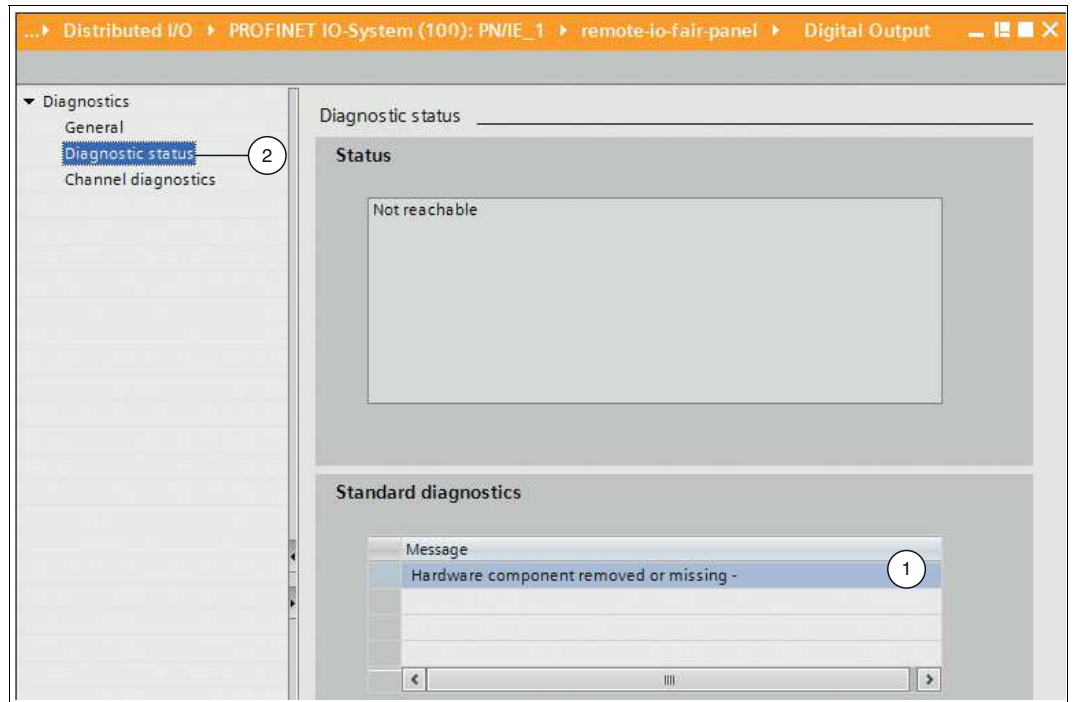 ...▸ Distributed I/O ▸ PROFINET IO-System (100): PN/IE_1 ▸ remote-io-fair-panel ▸ Digital Output
Diagnostics
General
Diagnostic status
2
Channel diagnostics
Diagnostic status
Status
Not reachable
Standard diagnostics
Message
Hardware component removed or missing -
1